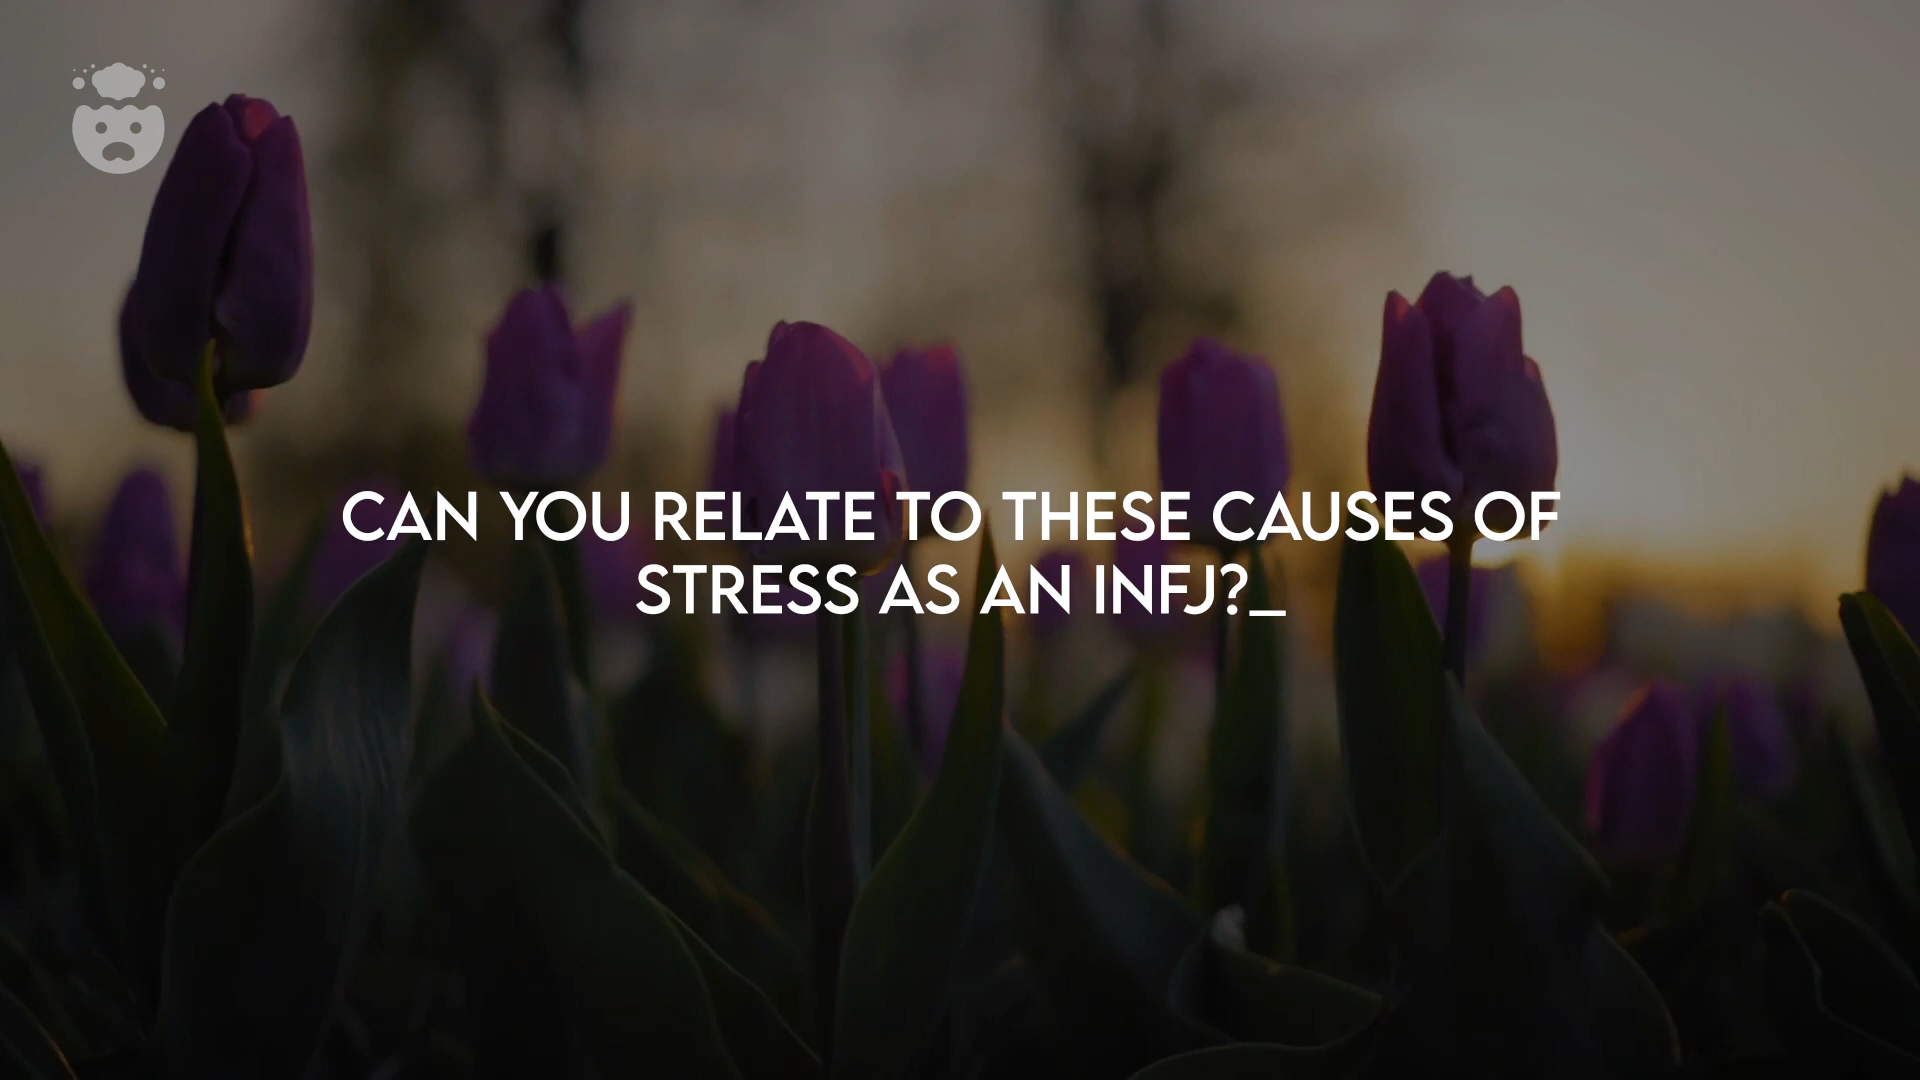 CAN YOU RELATE TO THESE CAUSES OF
STRESS AS AN INFJ?_